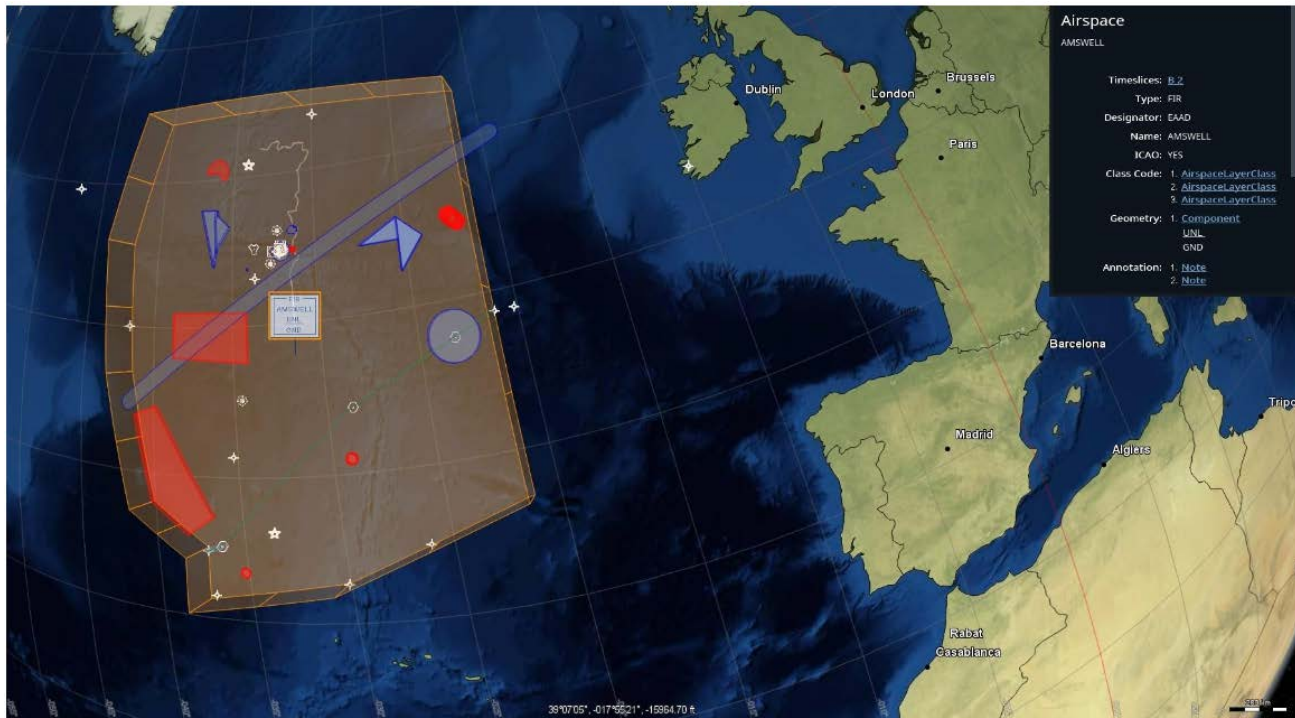 Airspace
AMSWELL
Timeslices: B.2
Type: FIR
Designator: EAAD
Name: AMSWELL
ICAO: YES
Class Code: 1. AirspaceLayerClass
2. AirspaceLayerClass
3. AirspaceLayerClass
Geometry: 1. Component
UNL
GND
Annotation: 1. Note
2. Note
Dublin
London
Brussels
Paris
FIR
AMSWELL
UNL
GND
Barcelona
Madrid
Algiers
Tripo
Rabat
Casablanca
39°07'05", -017°55'21", -15964.70 ft